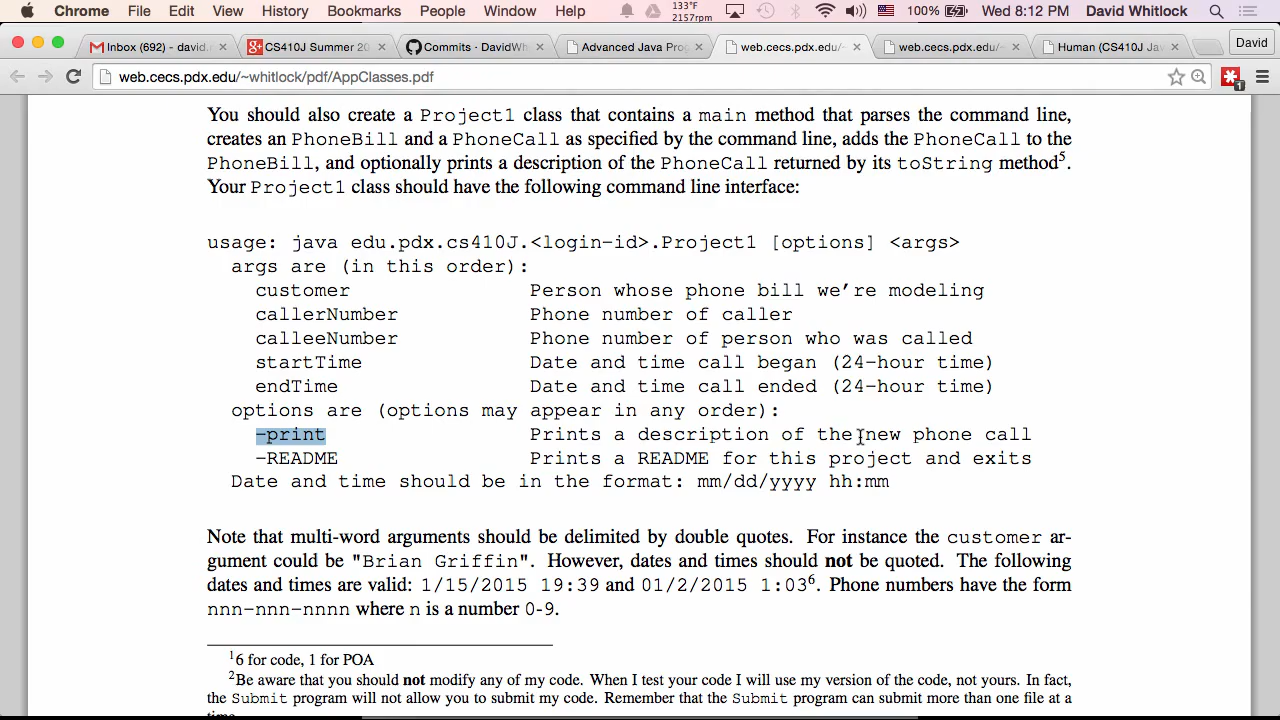 Chrome File Edit View History Bookmarks People Window Help 133°F 2157rpm 100% Wed 8:12 PM David Whitlock
Inbox (692) - david. CS410J Summer 20 Commits · DavidWh Advanced Java Pro web.cecs.pdx.edu/~ web.cecs.pdx.edu/~ Human (CS410J Ja David
web.cecs.pdx.edu/~whitlock/pdf/AppClasses.pdf 1
You should also create a Project1 class that contains a main method that parses the command line,
creates an PhoneBill and a PhoneCall as specified by the command line, adds the PhoneCall to the
PhoneBill, and optionally prints a description of the PhoneCall returned by its toString method5.
Your Project1 class should have the following command line interface:
usage: java edu.pdx.cs410J.<login-id>.Project1 [options] <args>
args are (in this order):
customer Person whose phone bill we're modeling
callerNumber Phone number of caller
calleeNumber Phone number of person who was called
startTime Date and time call began (24-hour time)
endTime Date and time call ended (24-hour time)
options are (options may appear in any order):
-print Prints a description of the new phone call
-README Prints a README for this project and exits
Date and time should be in the format: mm/dd/yyyy hh:mm
Note that multi-word arguments should be delimited by double quotes. For instance the customer ar-
gument could be "Brian Griffin". However, dates and times should not be quoted. The following
dates and times are valid: 1/15/2015 19:39 and 01/2/2015 1:036. Phone numbers have the form
nnn-nnn-nnnn where n is a number 0-9.
16 for code, 1 for POA
2Be aware that you should not modify any of my code. When I test your code I will use my version of the code, not yours. In fact,
the Submit program will not allow you to submit my code. Remember that the Submit program can submit more than one file at a